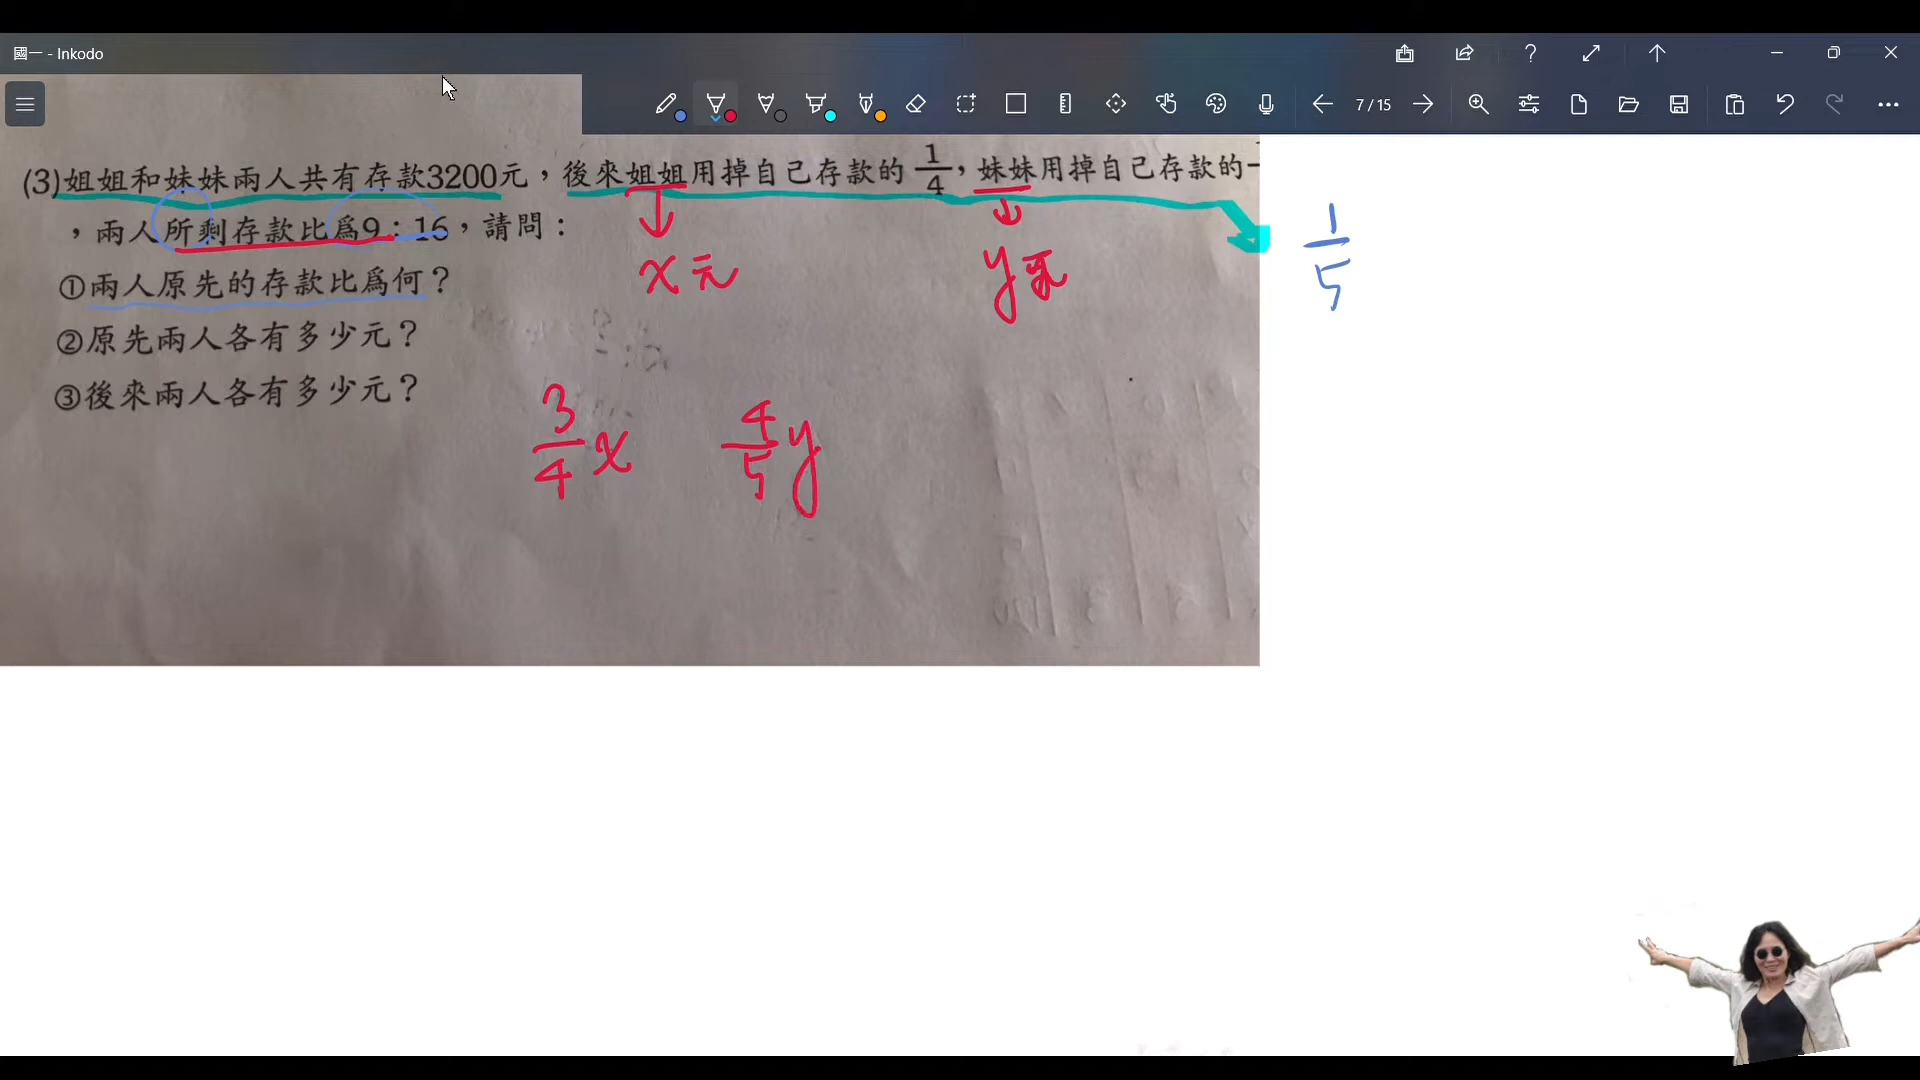 國一 - Inkodo
7/15
(3)姐姐和妹妹兩人共有存款3200元,後來姐姐用掉自己存款的1/4,妹妹用掉自己存款的
,兩人所剩存款比爲9:16,請問:
1/5
x元
y元
①兩人原先的存款比爲何?
②原先兩人各有多少元?
③後來兩人各有多少元?
3/4 x
4/5 y